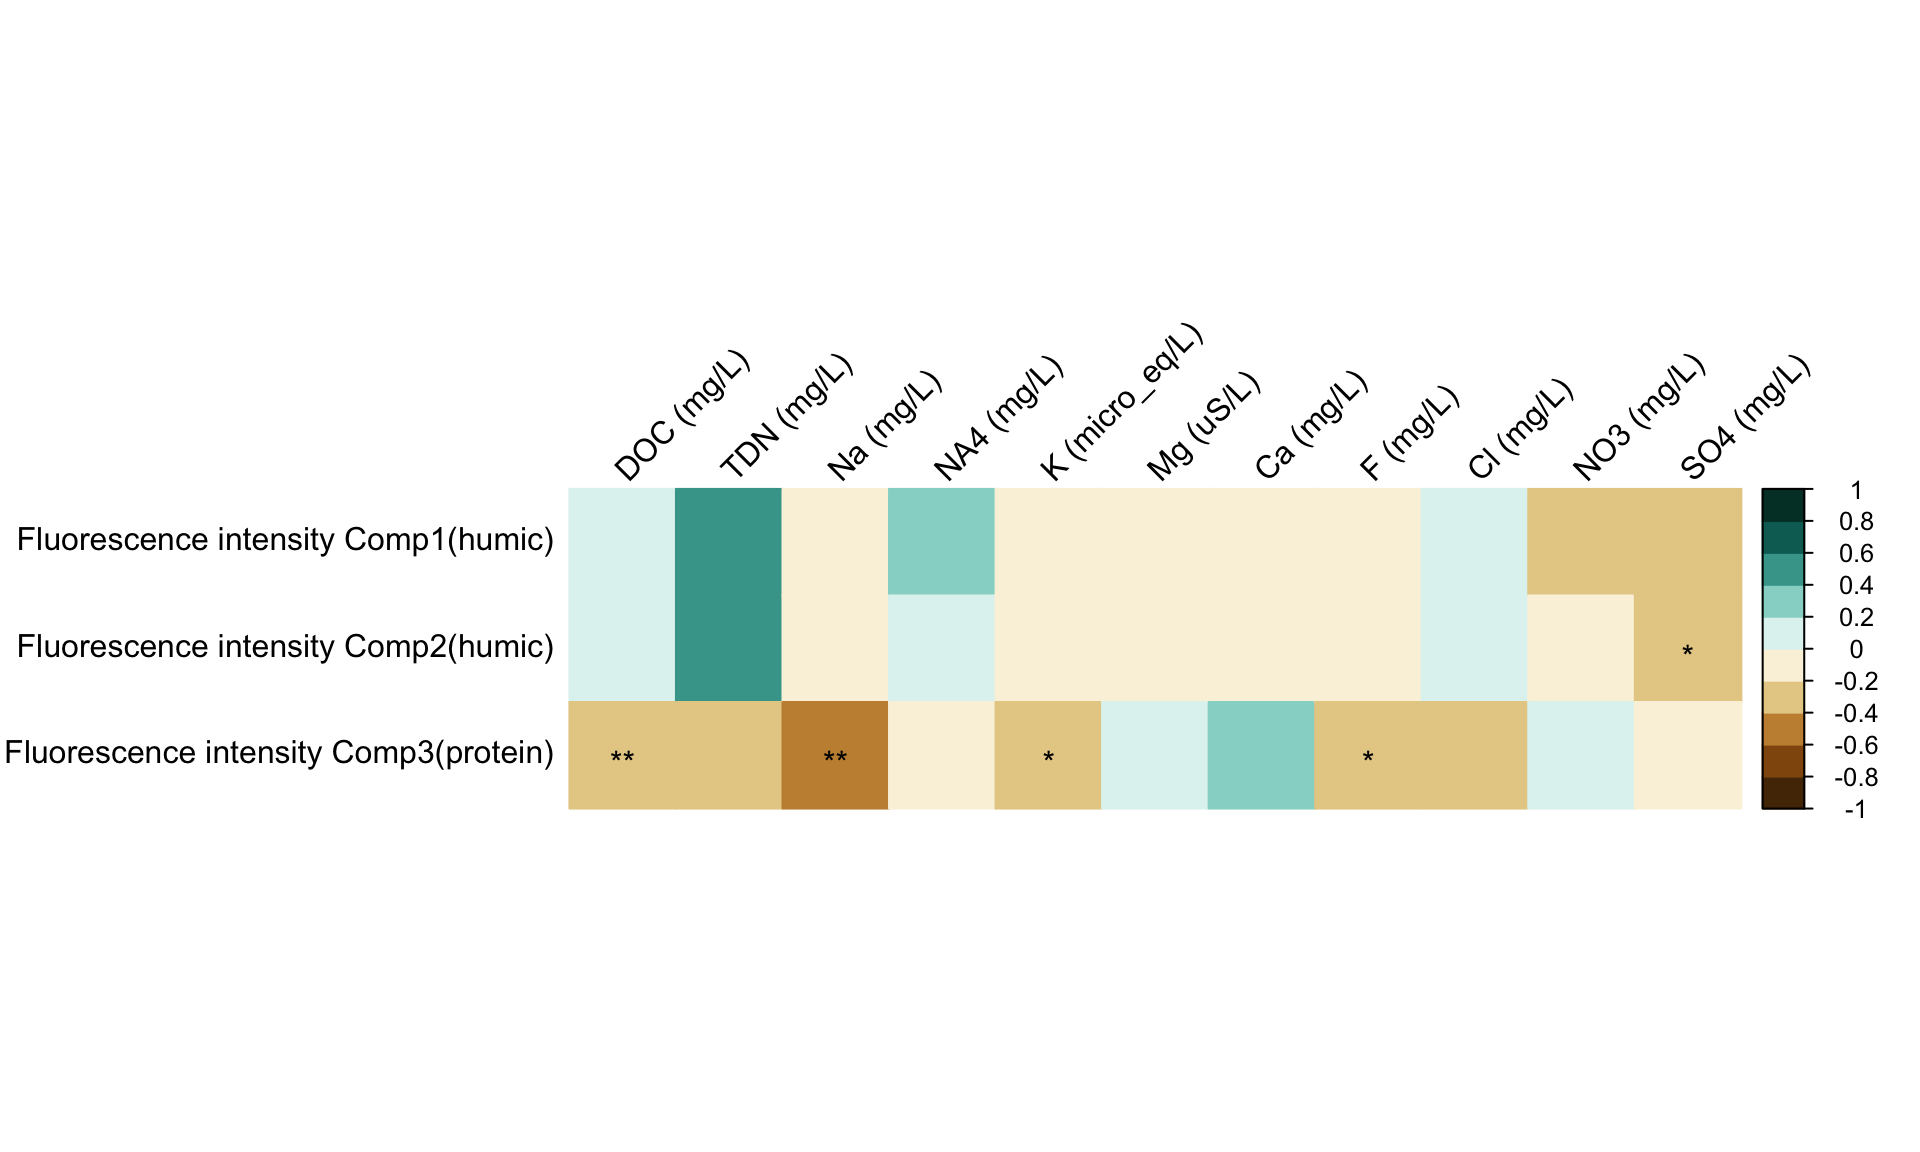 DOC (mg/L)
TDN (mg/L)
Na (mg/L)
NA4 (mg/L)
K (micro_eq/L)
Mg (uS/L)
Ca (mg/L)
F (mg/L)
Cl (mg/L)
NO3 (mg/L)
SO4 (mg/L)
Fluorescence intensity Comp1(humic)
Fluorescence intensity Comp2(humic)
*
Fluorescence intensity Comp3(protein)
**
**
*
*
1
0.8
0.6
0.4
0.2
0
-0.2
-0.4
-0.6
-0.8
-1